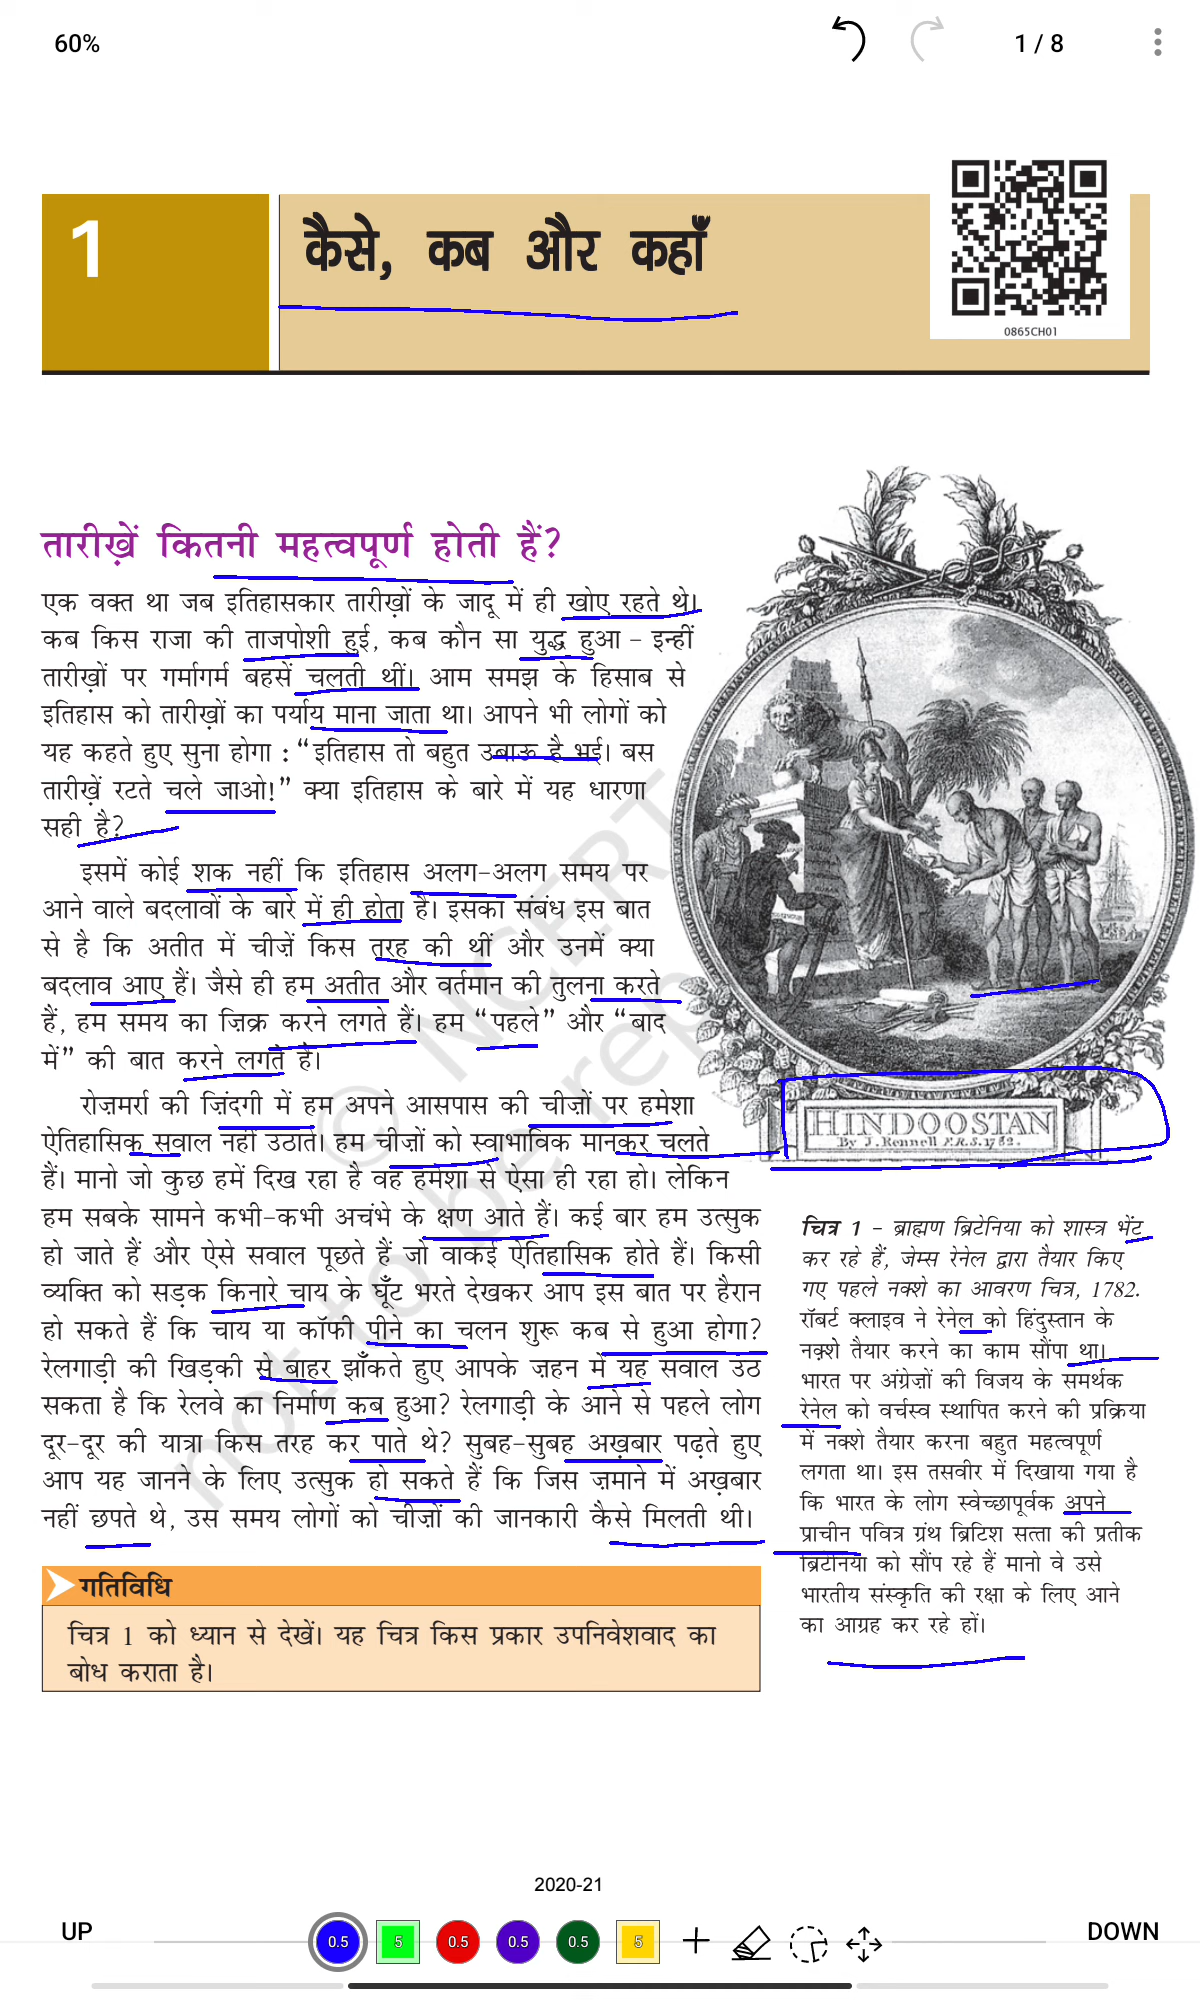 60%
1 / 8
1
कैसे, कब और कहाँ
0865CH01
तारीख़ें कितनी महत्वपूर्ण होती हैं?
एक वक्त था जब इतिहासकार तारीख़ों के जादू में ही खोए रहते थे।
कब किस राजा की ताजपोशी हुई, कब कौन सा युद्ध हुआ - इन्हीं
तारीख़ों पर गर्मागर्म बहसें चलती थीं। आम समझ के हिसाब से
इतिहास को तारीख़ों का पर्याय माना जाता था। आपने भी लोगों को
यह कहते हुए सुना होगा : “इतिहास तो बहुत उबाऊ है भई। बस
तारीख़ें रटते चले जाओ!” क्या इतिहास के बारे में यह धारणा
सही है?
इसमें कोई शक नहीं कि इतिहास अलग-अलग समय पर
आने वाले बदलावों के बारे में ही होता है। इसका संबंध इस बात
से है कि अतीत में चीज़ें किस तरह की थीं और उनमें क्या
बदलाव आए हैं। जैसे ही हम अतीत और वर्तमान की तुलना करते
हैं, हम समय का ज़िक्र करने लगते हैं। हम “पहले” और “बाद
में” की बात करने लगते हैं।
रोज़मर्रा की ज़िंदगी में हम अपने आसपास की चीज़ों पर हमेशा
ऐतिहासिक सवाल नहीं उठाते। हम चीज़ों को स्वाभाविक मानकर चलते
हैं। मानो जो कुछ हमें दिख रहा है वह हमेशा से ऐसा ही रहा हो। लेकिन
हम सबके सामने कभी-कभी अचंभे के क्षण आते हैं। कई बार हम उत्सुक
हो जाते हैं और ऐसे सवाल पूछते हैं जो वाकई ऐतिहासिक होते हैं। किसी
व्यक्ति को सड़क किनारे चाय के घूँट भरते देखकर आप इस बात पर हैरान
हो सकते हैं कि चाय या कॉफी पीने का चलन शुरू कब से हुआ होगा?
रेलगाड़ी की खिड़की से बाहर झाँकते हुए आपके ज़हन में यह सवाल उठ
सकता है कि रेलवे का निर्माण कब हुआ? रेलगाड़ी के आने से पहले लोग
दूर-दूर की यात्रा किस तरह कर पाते थे? सुबह-सुबह अख़बार पढ़ते हुए
आप यह जानने के लिए उत्सुक हो सकते हैं कि जिस ज़माने में अख़बार
नहीं छपते थे, उस समय लोगों को चीज़ों की जानकारी कैसे मिलती थी।
गतिविधि
चित्र 1 को ध्यान से देखें। यह चित्र किस प्रकार उपनिवेशवाद का
बोध कराता है।
HINDOOSTAN
By J. Rennell F.R.S. 1782.
चित्र 1 - ब्राह्मण ब्रिटेनिया को शास्त्र भेंट
कर रहे हैं, जेम्स रेनेल द्वारा तैयार किए
गए पहले नक्शे का आवरण चित्र, 1782.
रॉबर्ट क्लाइव ने रेनेल को हिंदुस्तान के
नक़्शे तैयार करने का काम सौंपा था।
भारत पर अंग्रेज़ों की विजय के समर्थक
रेनेल को वर्चस्व स्थापित करने की प्रक्रिया
में नक्शे तैयार करना बहुत महत्वपूर्ण
लगता था। इस तसवीर में दिखाया गया है
कि भारत के लोग स्वेच्छापूर्वक अपने
प्राचीन पवित्र ग्रंथ ब्रिटिश सत्ता की प्रतीक
ब्रिटेनिया को सौंप रहे हैं मानो वे उसे
भारतीय संस्कृति की रक्षा के लिए आने
का आग्रह कर रहे हों।
© NCERT
not to be rep
2020-21
UP
0.5
5
0.5
0.5
0.5
5
DOWN